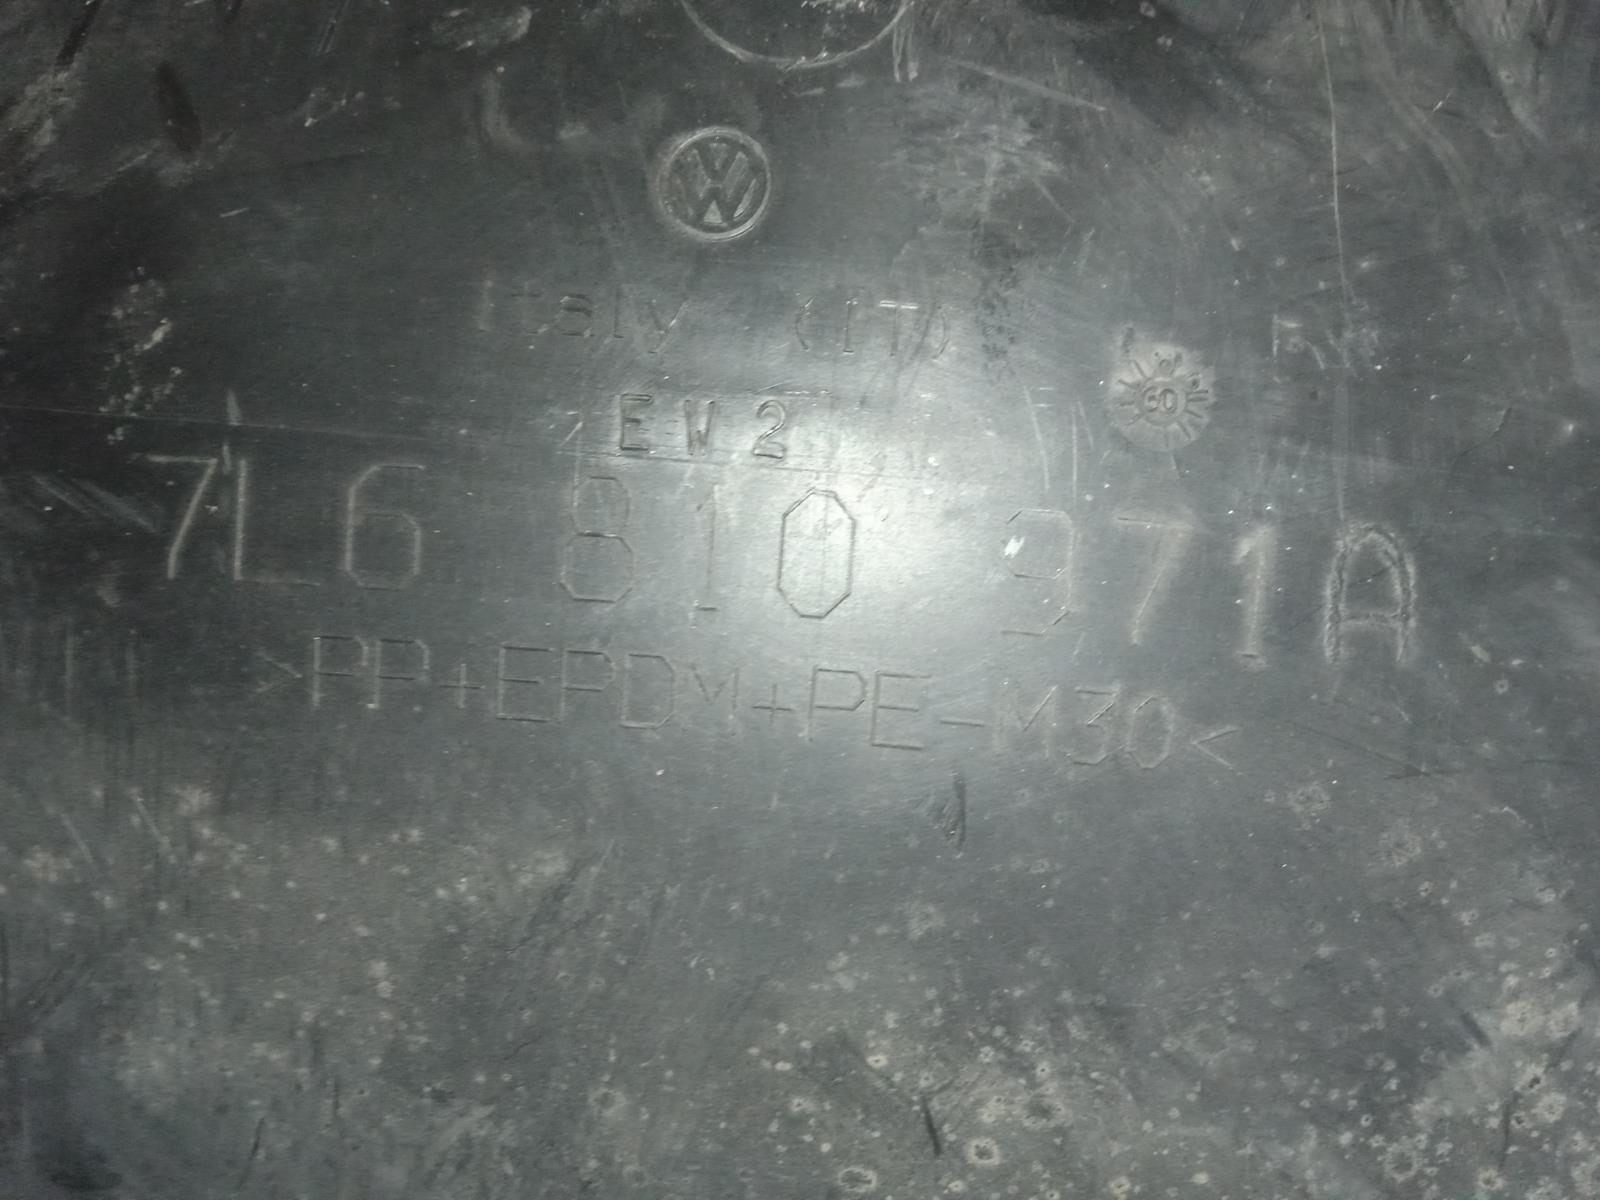 Italy (IT)
EW2
7L6 810 971A
>PP+EPDM+PE-M30<